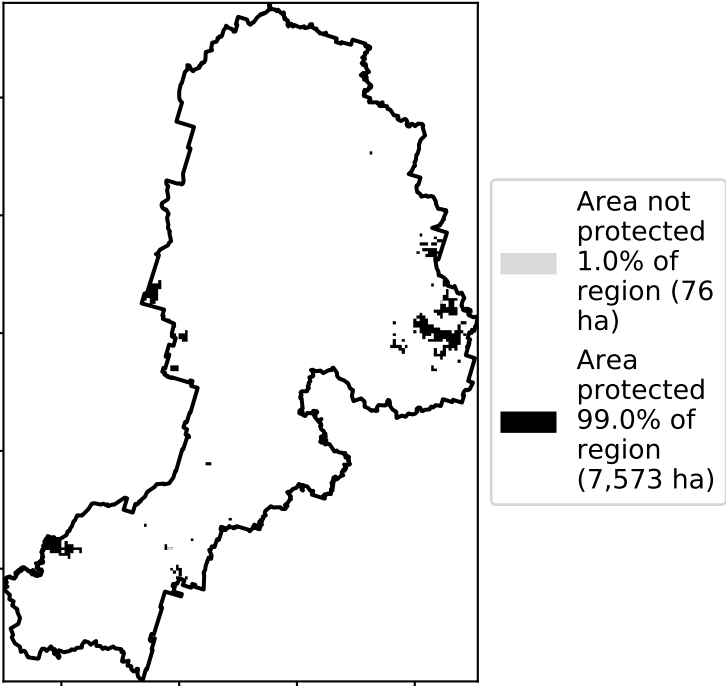 Area not
protected
1.0% of
region (76
ha)
Area
protected
99.0% of
region
(7,573 ha)